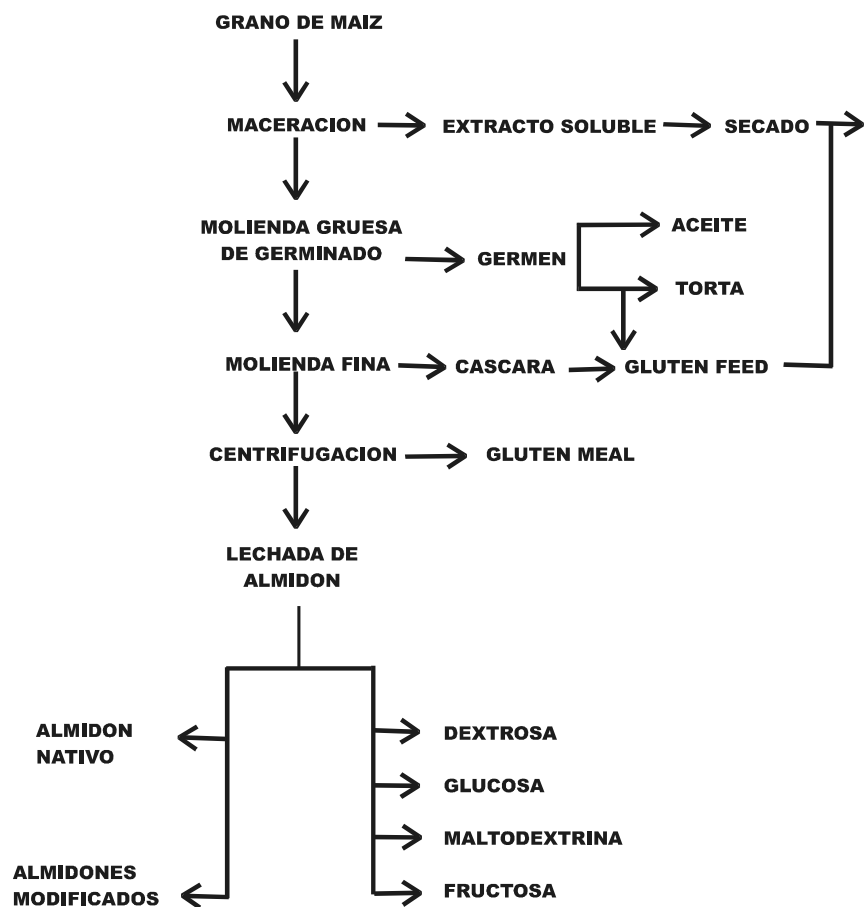 GRANO DE MAIZ
MACERACION
EXTRACTO SOLUBLE
SECADO
MOLIENDA GRUESA
DE GERMINADO
GERMEN
ACEITE
TORTA
MOLIENDA FINA
CASCARA
GLUTEN FEED
CENTRIFUGACION
GLUTEN MEAL
LECHADA DE
ALMIDON
ALMIDON
NATIVO
ALMIDONES
MODIFICADOS
DEXTROSA
GLUCOSA
MALTODEXTRINA
FRUCTOSA